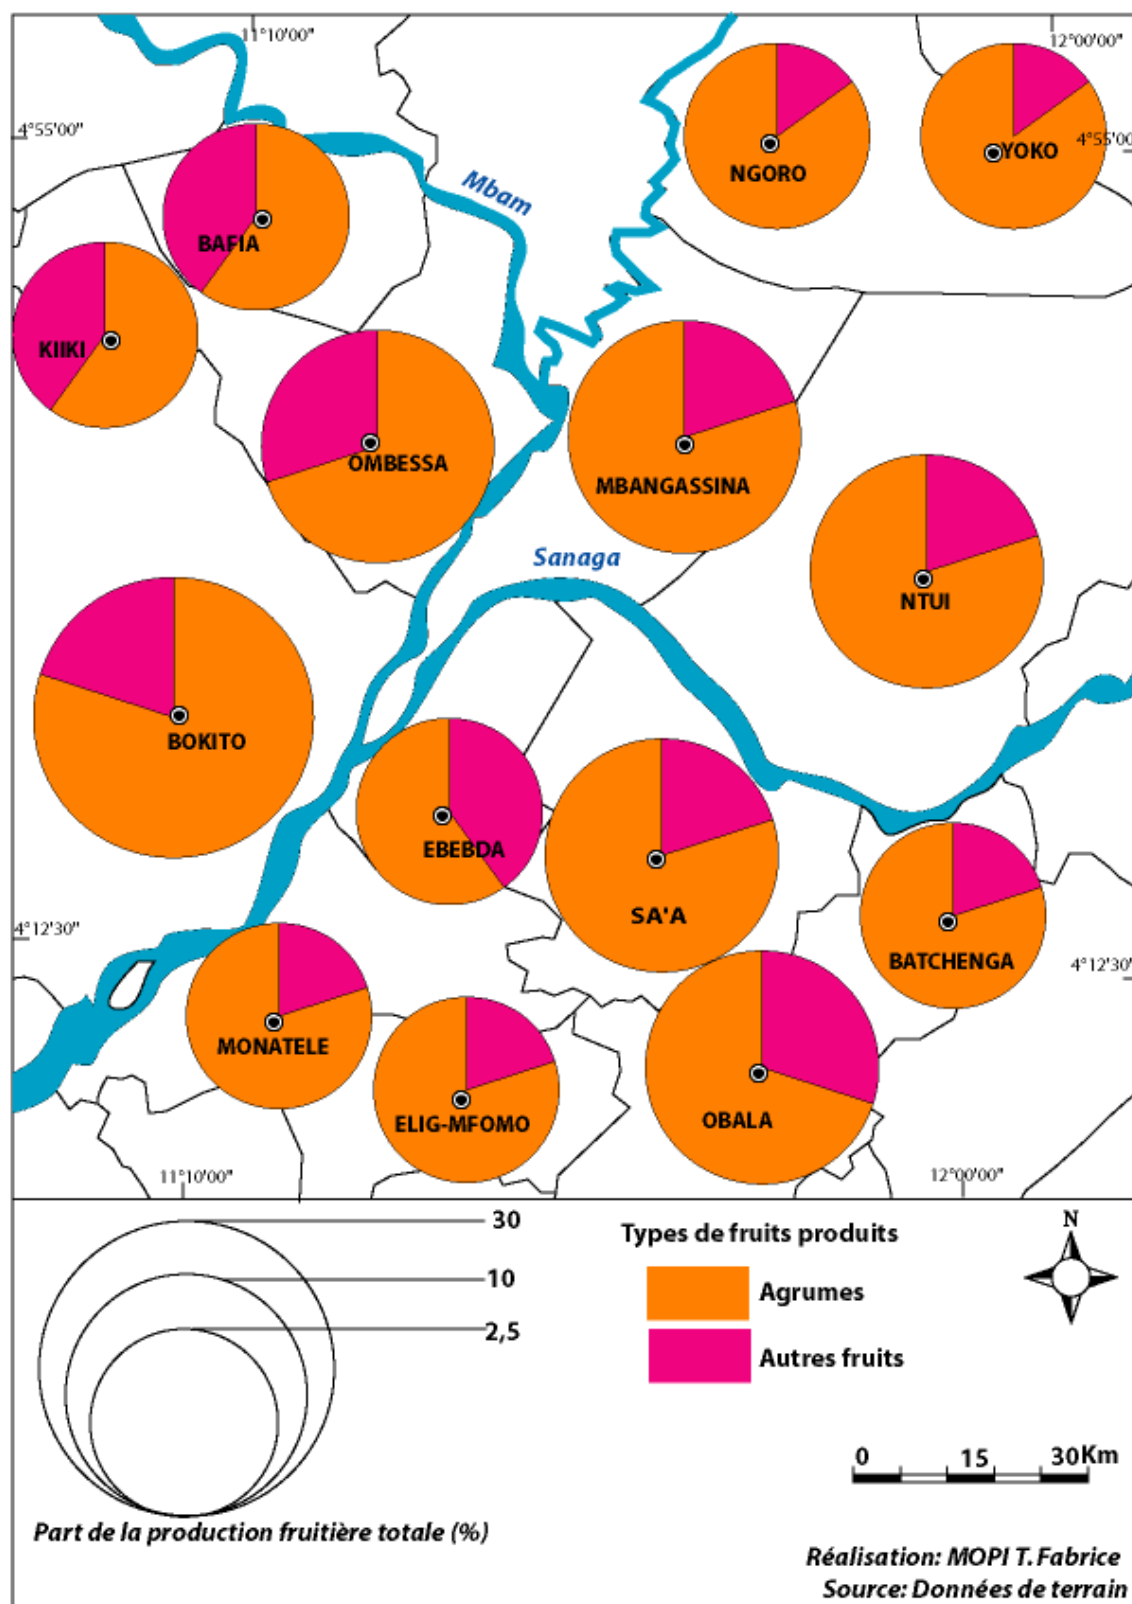 11°10'00"
12°00'00"
4°55'00"
4°55'00
Mbam
NGORO
YOKO
BAFIA
KIIKI
OMBESSA
MBANGASSINA
Sanaga
NTUI
BOKITO
EBEBDA
SA'A
BATCHENGA
4°12'30"
4°12'30"
MONATELE
ELIG-MFOMO
OBALA
11°10'00"
12°00'00"
30
10
2,5
Part de la production fruitière totale (%)
Types de fruits produits
Agrumes
Autres fruits
N
0 15 30Km
Réalisation: MOPI T. Fabrice
Source: Données de terrain